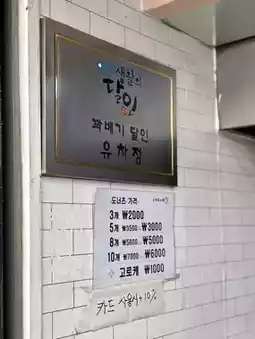 생활의
달인
꽈배기 달인
유차점
도너츠 가격
3개 ₩2000
5개 ₩3500→₩3000
8개 ₩5600→₩5000
10개 ₩7000→₩6000
고로케 ₩1000
카드 사용시 + 10%